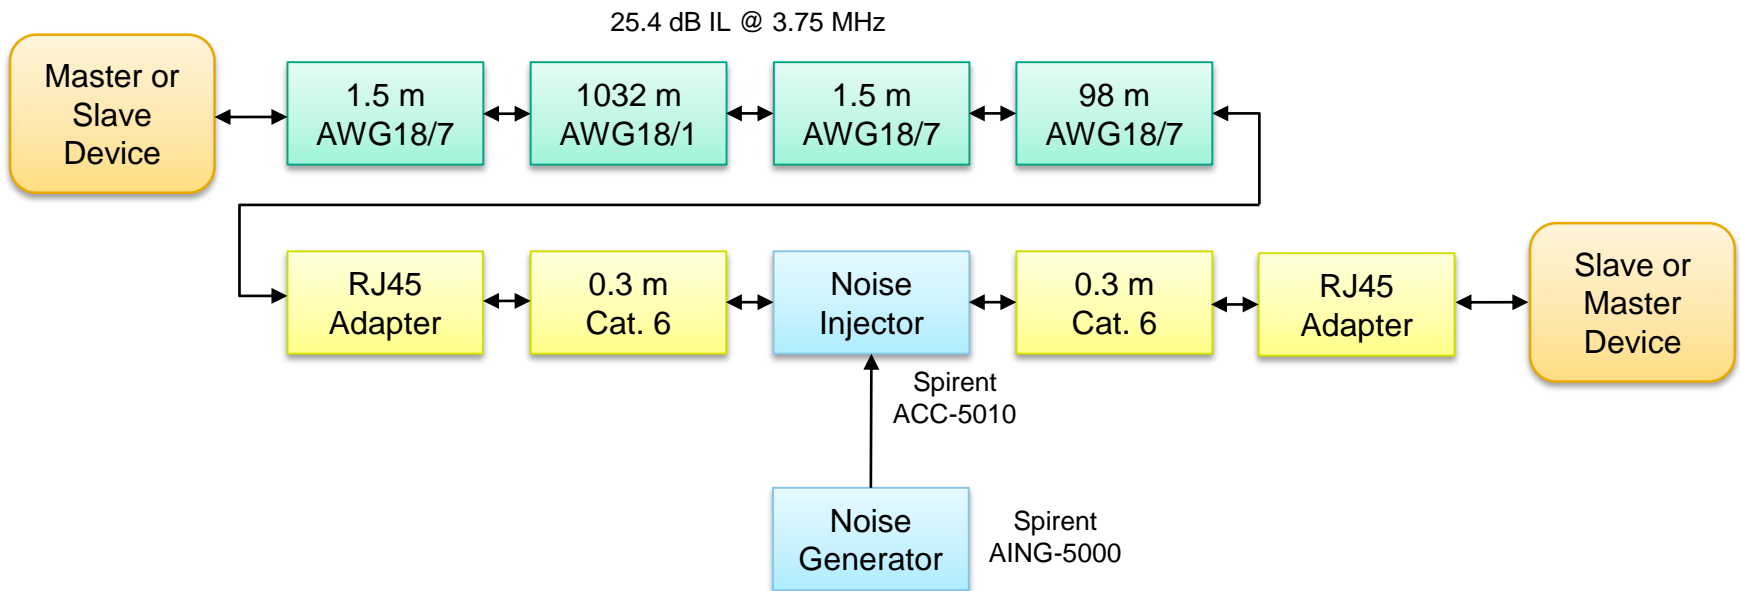 25.4 dB IL @ 3.75 MHz
Master or
Slave
Device
1.5 m
AWG18/7
1032 m
AWG18/1
1.5 m
AWG18/7
98 m
AWG18/7
RJ45
Adapter
0.3 m
Cat. 6
Noise
Injector
0.3 m
Cat. 6
RJ45
Adapter
Slave or
Master
Device
Spirent
ACC-5010
Noise
Generator
Spirent
AING-5000